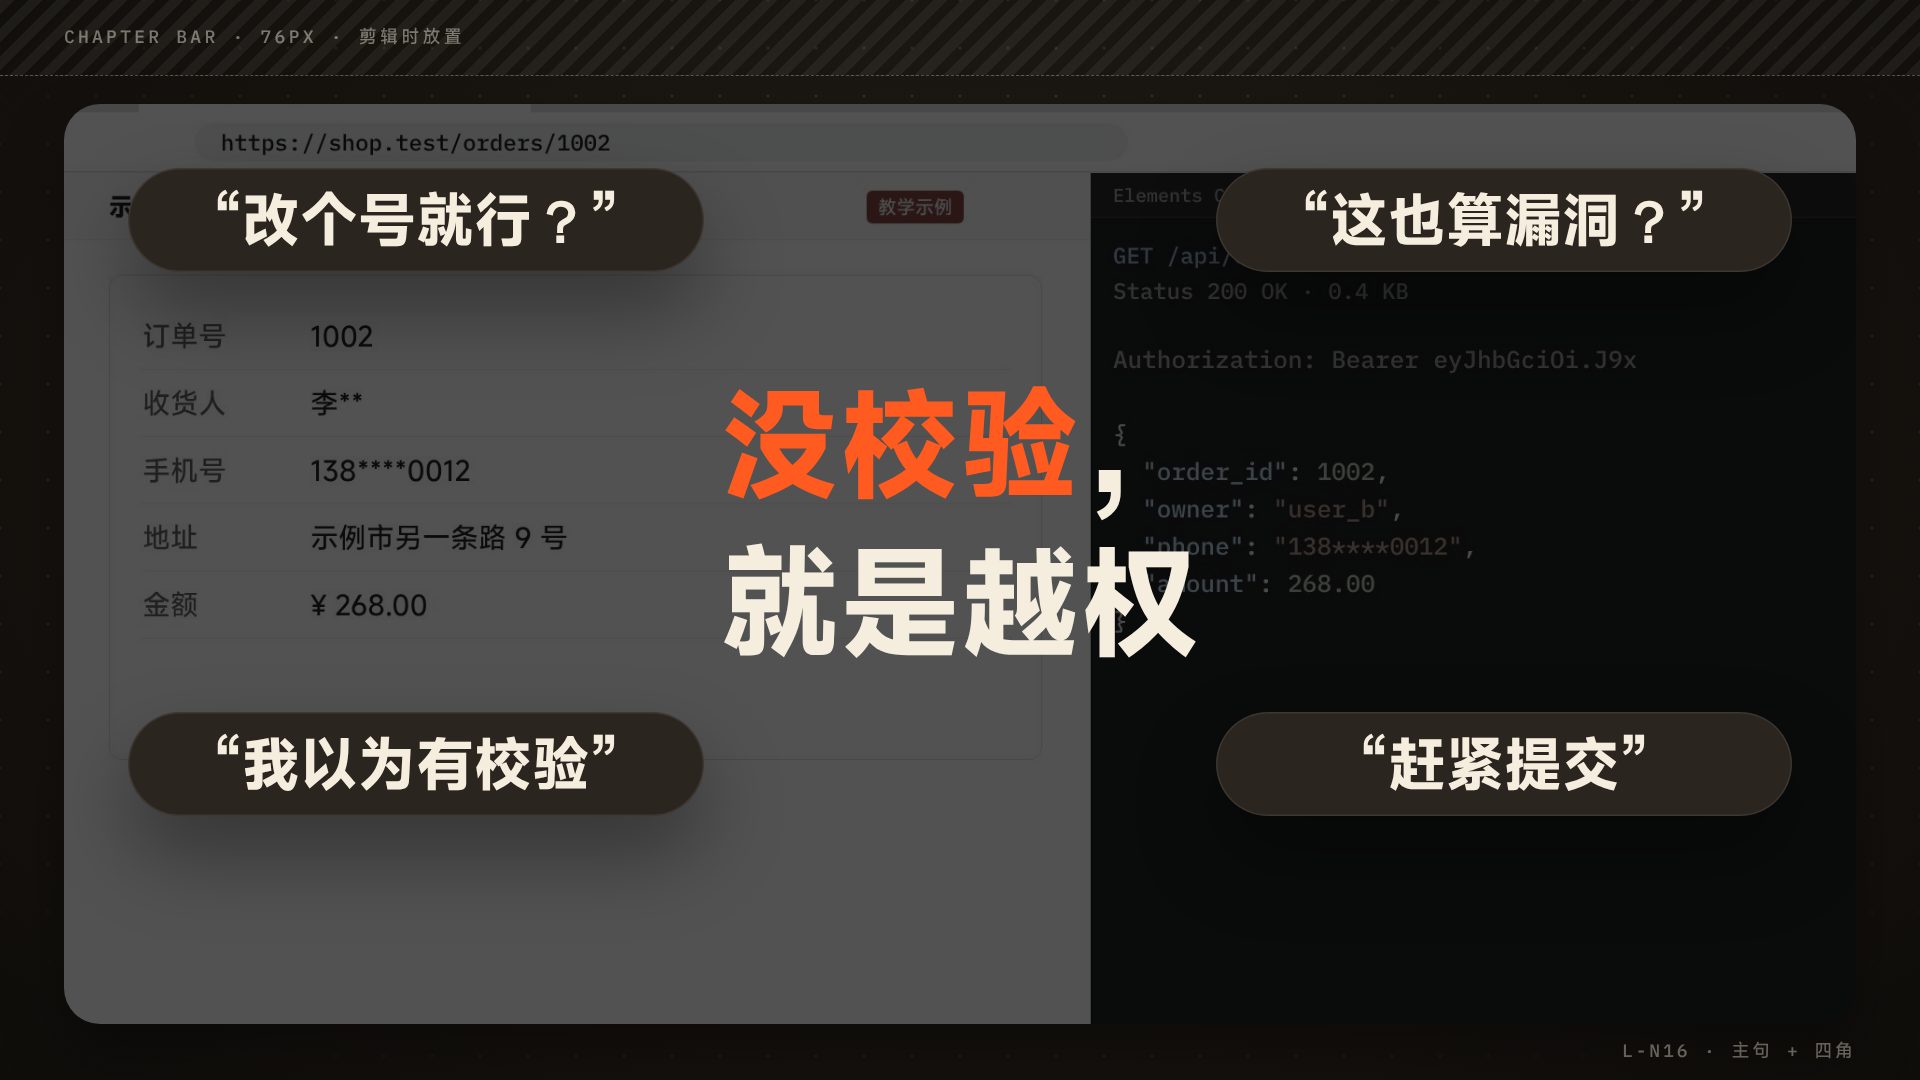 CHAPTER BAR · 76PX · 剪辑时放置
https://shop.test/orders/1002
示
“改个号就行？”
教学示例
Elements
“这也算漏洞？”
GET /api/
Status 200 OK · 0.4 KB
订单号 1002
收货人 李**
手机号 138****0012
地址 示例市另一条路 9 号
金额 ¥ 268.00
Authorization: Bearer eyJhbGciOi.J9x
{
"order_id": 1002,
"owner": "user_b",
"phone": "138****0012",
"amount": 268.00
}
没校验，
就是越权
“我以为有校验”
“赶紧提交”
L-N16 · 主句 + 四角